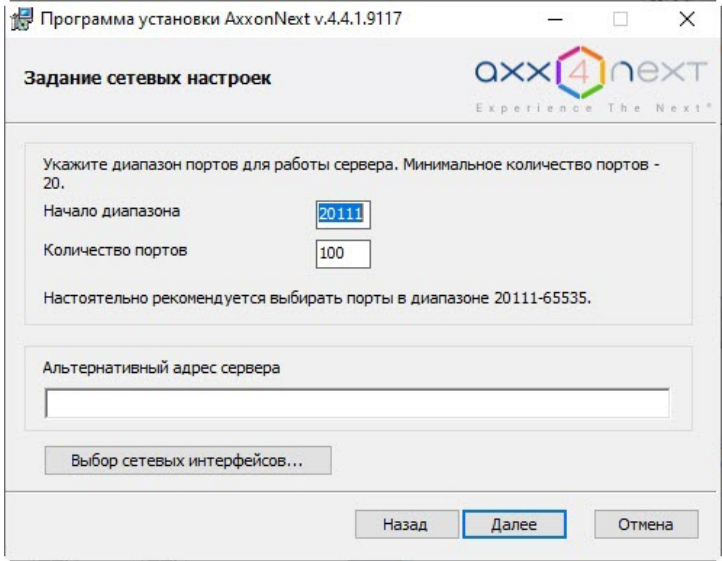 Программа установки AxxonNext v.4.4.1.9117
Задание сетевых настроек
axx4next
Experience The Next®
Укажите диапазон портов для работы сервера. Минимальное количество портов -
20.
Начало диапазона 20111
Количество портов 100
Настоятельно рекомендуется выбирать порты в диапазоне 20111-65535.
Альтернативный адрес сервера
Выбор сетевых интерфейсов...
Назад Далее Отмена